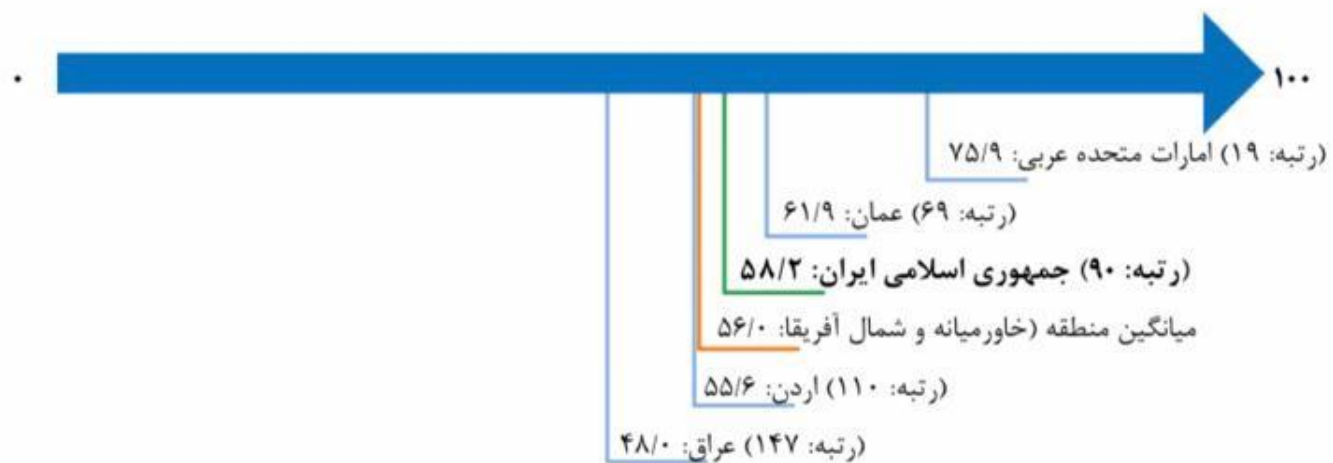 ۰
۱۰۰
(رتبه: ۱۹) امارات متحده عربی: ۷۵/۹
(رتبه: ۶۹) عمان: ۶۱/۹
(رتبه: ۹۰) جمهوری اسلامی ایران: ۵۸/۲
میانگین منطقه (خاورمیانه و شمال آفریقا: ۵۶/۰
(رتبه: ۱۱۰) اردن: ۵۵/۶
(رتبه: ۱۴۷) عراق: ۴۸/۰